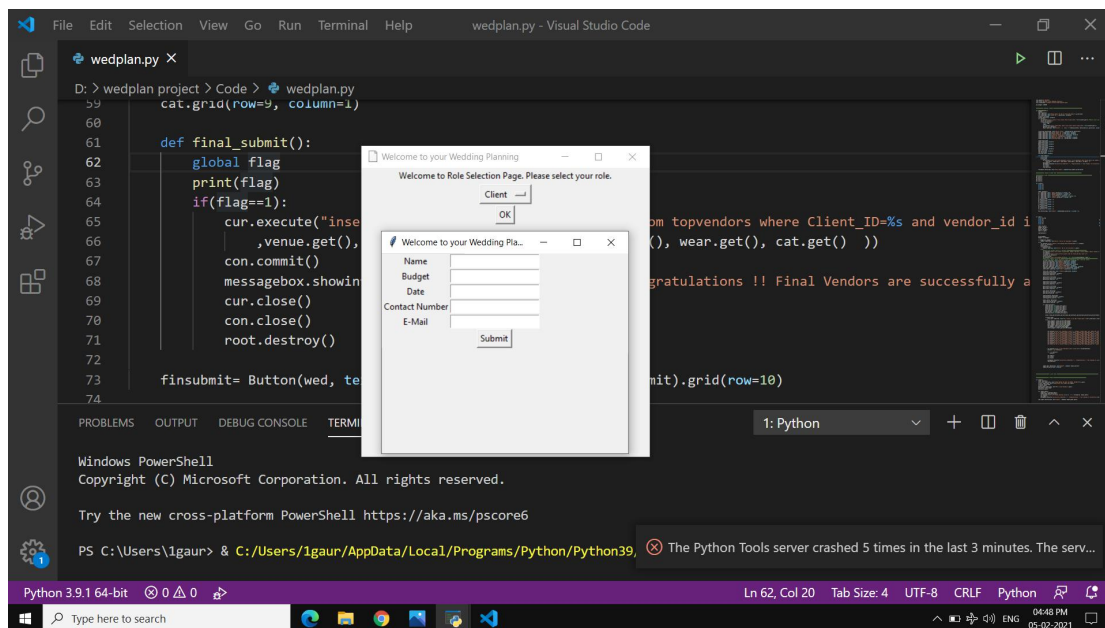 File Edit Selection View Go Run Terminal Help wedplan.py - Visual Studio Code
wedplan.py
D: > wedplan project > Code > wedplan.py
59 cat.grid(row=9, column=1)
60
61 def final_submit():
62 global flag
63 print(flag)
64 if(flag==1):
65 cur.execute("inse om topvendors where Client_ID=%s and vendor_id i
66 ,venue.get(), (), wear.get(), cat.get() ))
67 con.commit()
68 messagebox.showin gratulations !! Final Vendors are successfully a
69 cur.close()
70 con.close()
71 root.destroy()
72
73 finsubmit= Button(wed, te mit).grid(row=10)
74
Welcome to your Wedding Planning
Welcome to Role Selection Page. Please select your role.
Client
OK
Welcome to your Wedding Pla...
Name
Budget
Date
Contact Number
E-Mail
Submit
PROBLEMS OUTPUT DEBUG CONSOLE TERMI 1: Python
Windows PowerShell
Copyright (C) Microsoft Corporation. All rights reserved.
Try the new cross-platform PowerShell https://aka.ms/pscore6
PS C:\Users\1gaur> & C:/Users/1gaur/AppData/Local/Programs/Python/Python39/
The Python Tools server crashed 5 times in the last 3 minutes. The serv...
1
Python 3.9.1 64-bit 0 0 Ln 62, Col 20 Tab Size: 4 UTF-8 CRLF Python
Type here to search ENG 04:48 PM
05-02-2021